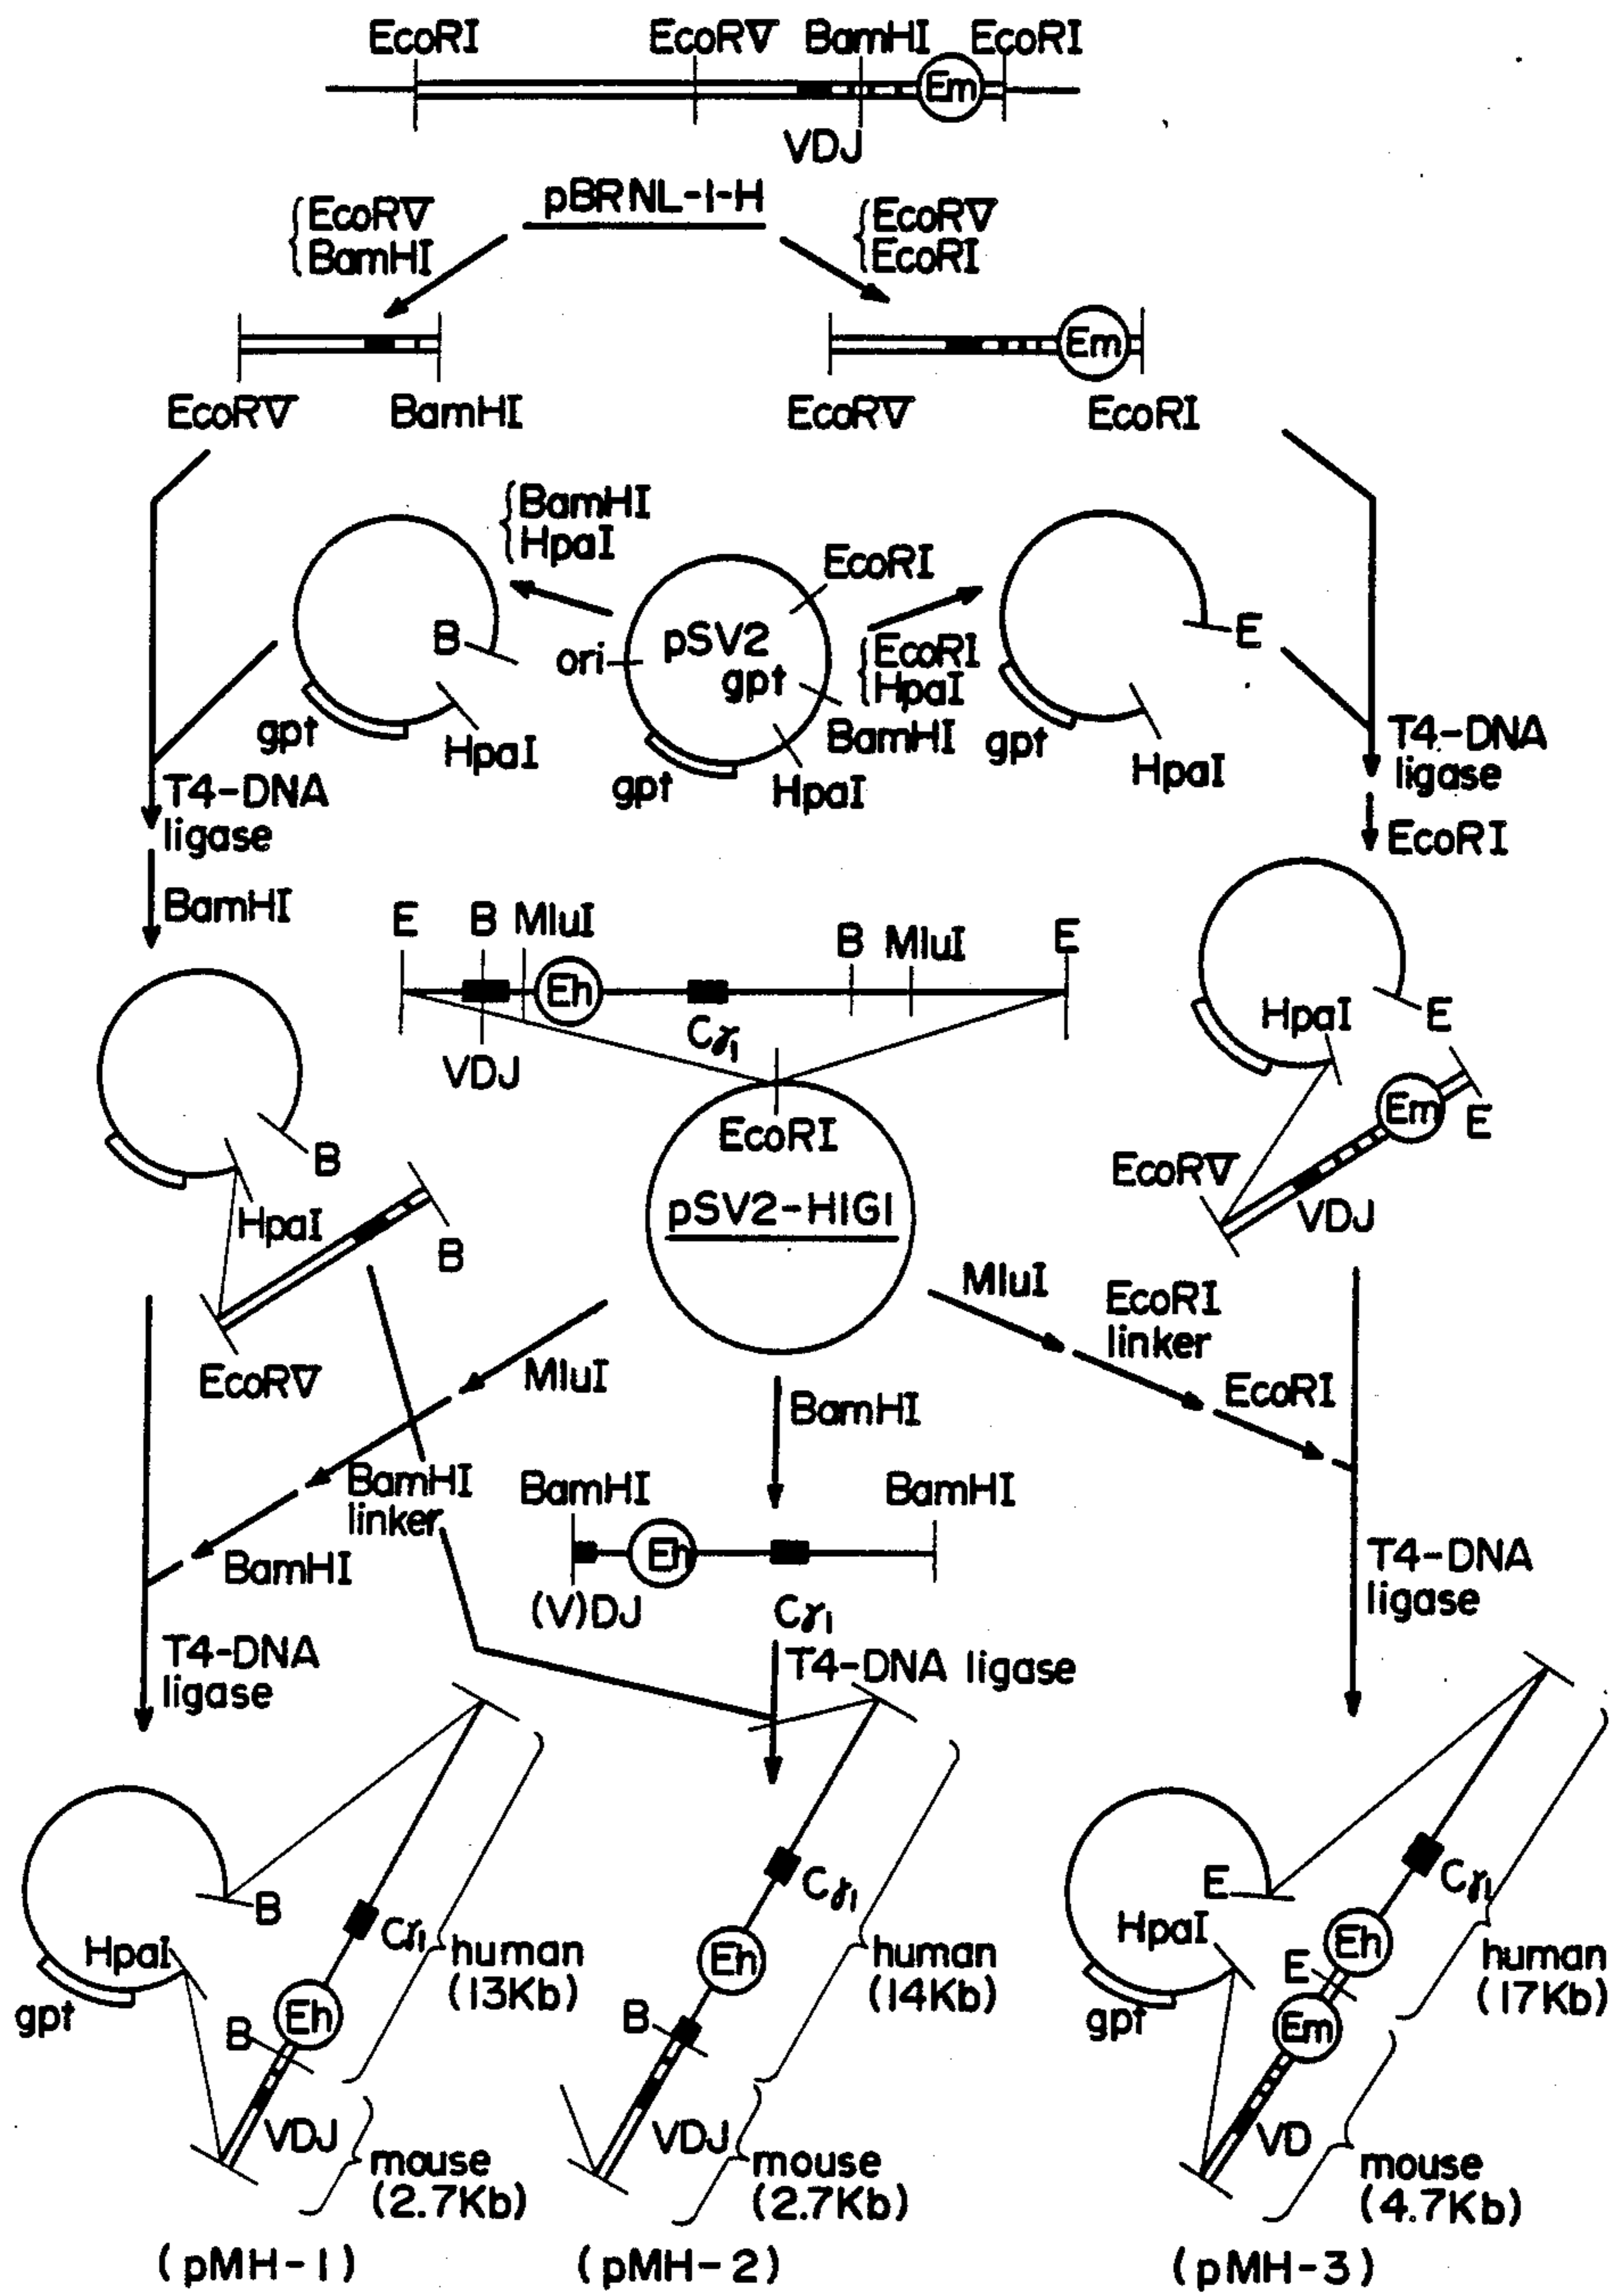 EcoRI EcoRV BamHI EcoRI
Em
VDJ
pBRNL-1-H
EcoRV
BamHI
EcoRV
EcoRI
Em
EcoRV BamHI
EcoRV EcoRI
BamHI
HpaI
B
gpt
HpaI
EcoRI
ori
pSV2
gpt
BamHI
gpt
HpaI
EcoRI
HpaI
E
gpt
HpaI
T4-DNA
ligase
EcoRI
T4-DNA
ligase
BamHI
E B MluI B MluI E
Eh
Cγ1
VDJ
EcoRI
pSV2-HIGI
B
HpaI
B
EcoRV
HpaI
E
Em
E
EcoRV
VDJ
MluI
BamHI
linker
BamHI
T4-DNA
ligase
BamHI
BamHI BamHI
Eh
(V)DJ Cγ1
T4-DNA ligase
MluI
EcoRI
linker
EcoRI
T4-DNA
ligase
B
HpaI
gpt
Cγ1
Eh
B
VDJ
human
(13Kb)
mouse
(2.7Kb)
(pMH-1)
Cγ1
Eh
B
VDJ
human
(14Kb)
mouse
(2.7Kb)
(pMH-2)
E
HpaI
gpt
Cγ1
Eh
E
Em
VD
human
(17Kb)
mouse
(4.7Kb)
(pMH-3)